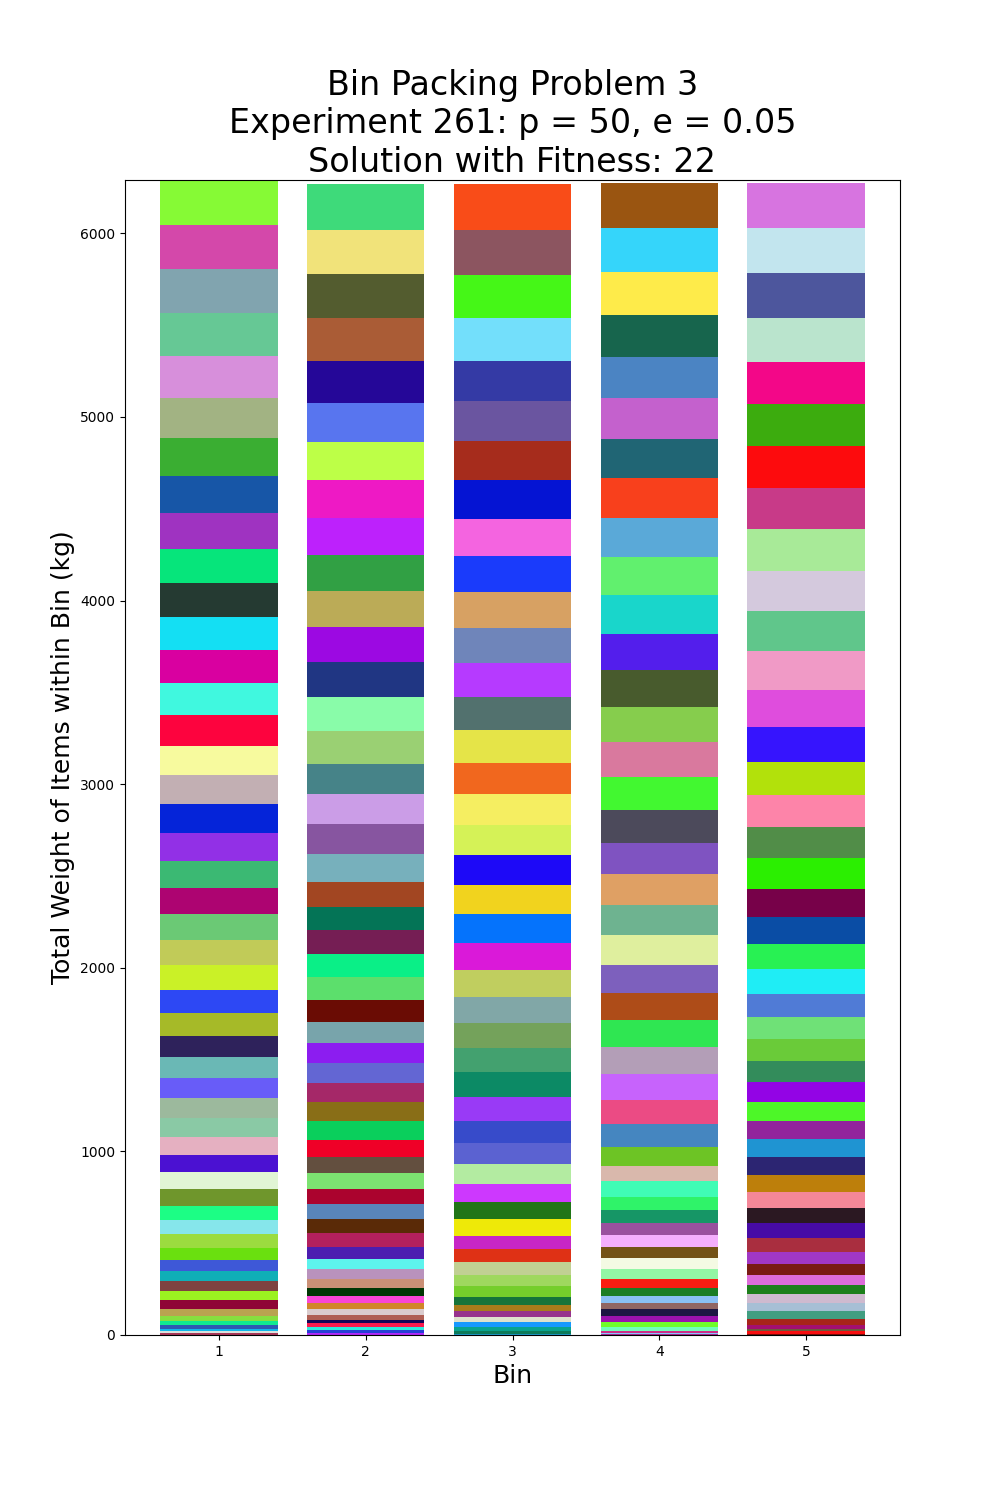 Bin Packing Problem 3
Experiment 261: p = 50, e = 0.05
Solution with Fitness: 22
Total Weight of Items within Bin (kg)
6000
5000
4000
3000
2000
1000
0
1 2 3 4 5
Bin